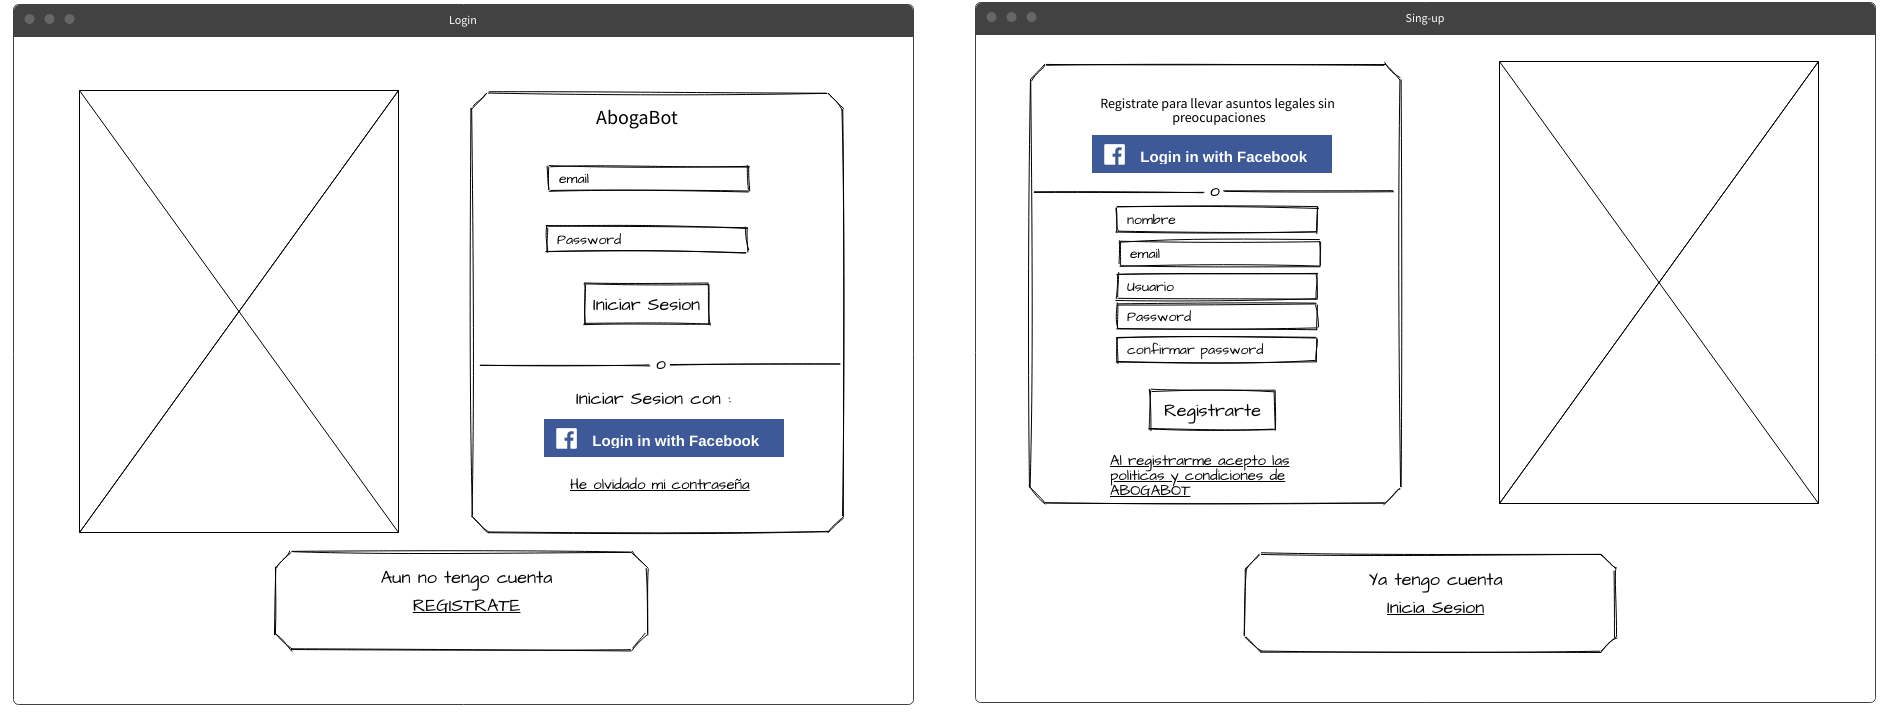 Login
AbogaBot
email
Password
Iniciar Sesion
o
Iniciar Sesion con :
Login in with Facebook
He olvidado mi contraseña
Aun no tengo cuenta
REGISTRATE
Sing-up
Registrate para llevar asuntos legales sin
preocupaciones
Login in with Facebook
o
nombre
email
Usuario
Password
confirmar password
Registrarte
Al registrarme acepto las
politicas y condiciones de
ABOGABOT
Ya tengo cuenta
Inicia Sesion